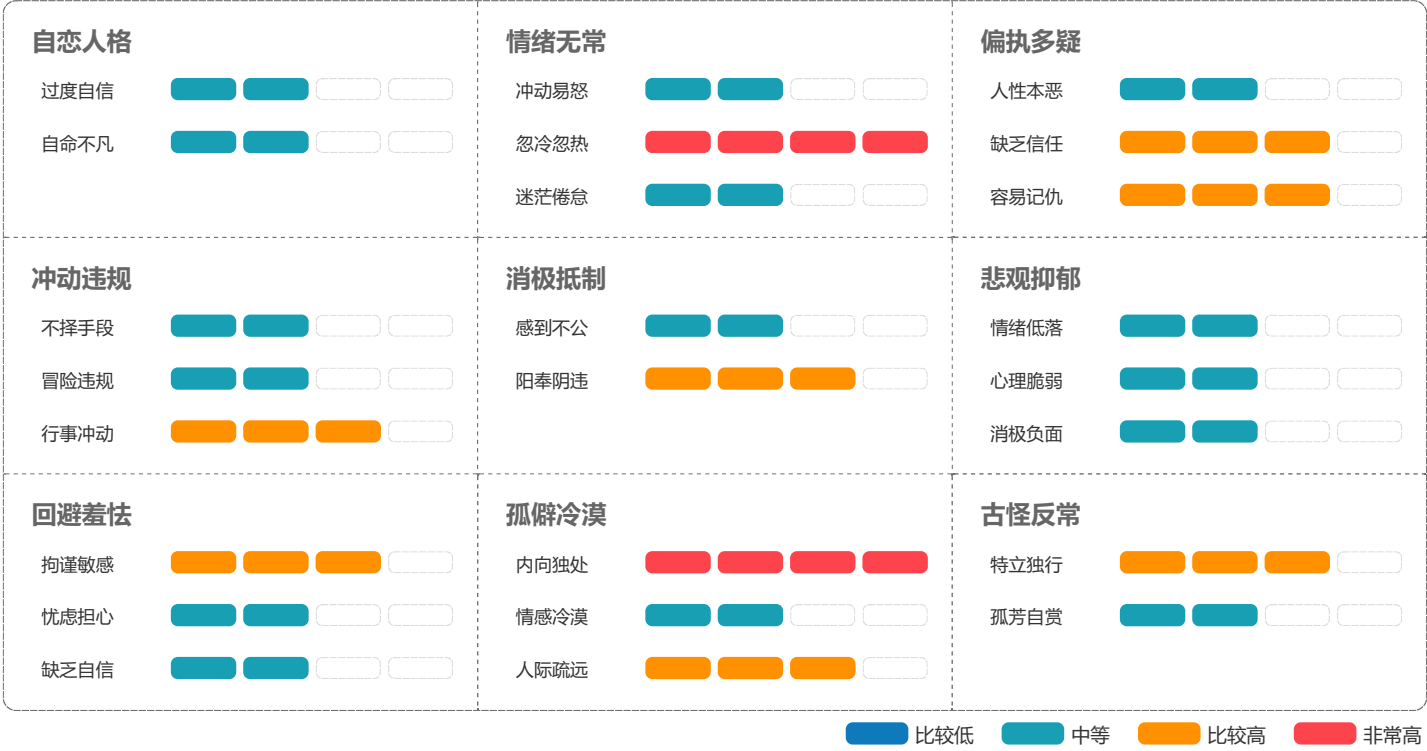 自恋人格
过度自信
自命不凡
情绪无常
冲动易怒
忽冷忽热
迷茫倦怠
偏执多疑
人性本恶
缺乏信任
容易记仇
冲动违规
不择手段
冒险违规
行事冲动
消极抵制
感到不公
阳奉阴违
悲观抑郁
情绪低落
心理脆弱
消极负面
回避羞怯
拘谨敏感
忧虑担心
缺乏自信
孤僻冷漠
内向独处
情感冷漠
人际疏远
古怪反常
特立独行
孤芳自赏
比较低 中等 比较高 非常高